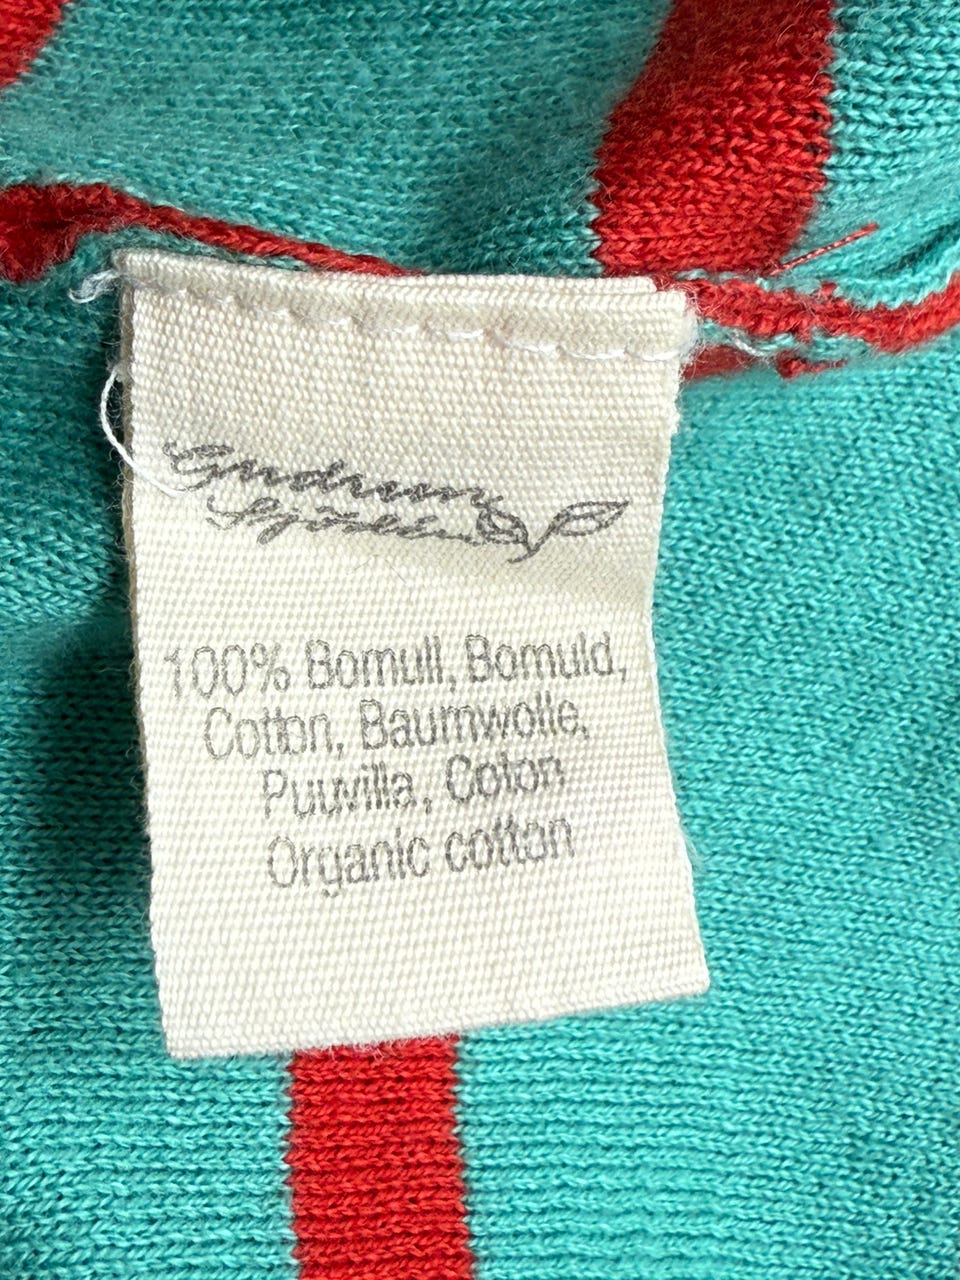 Gudrun
Sjödén
100% Bomull, Bomuld,
Cotton, Baumwolle,
Puuvilla, Coton
Organic cotton